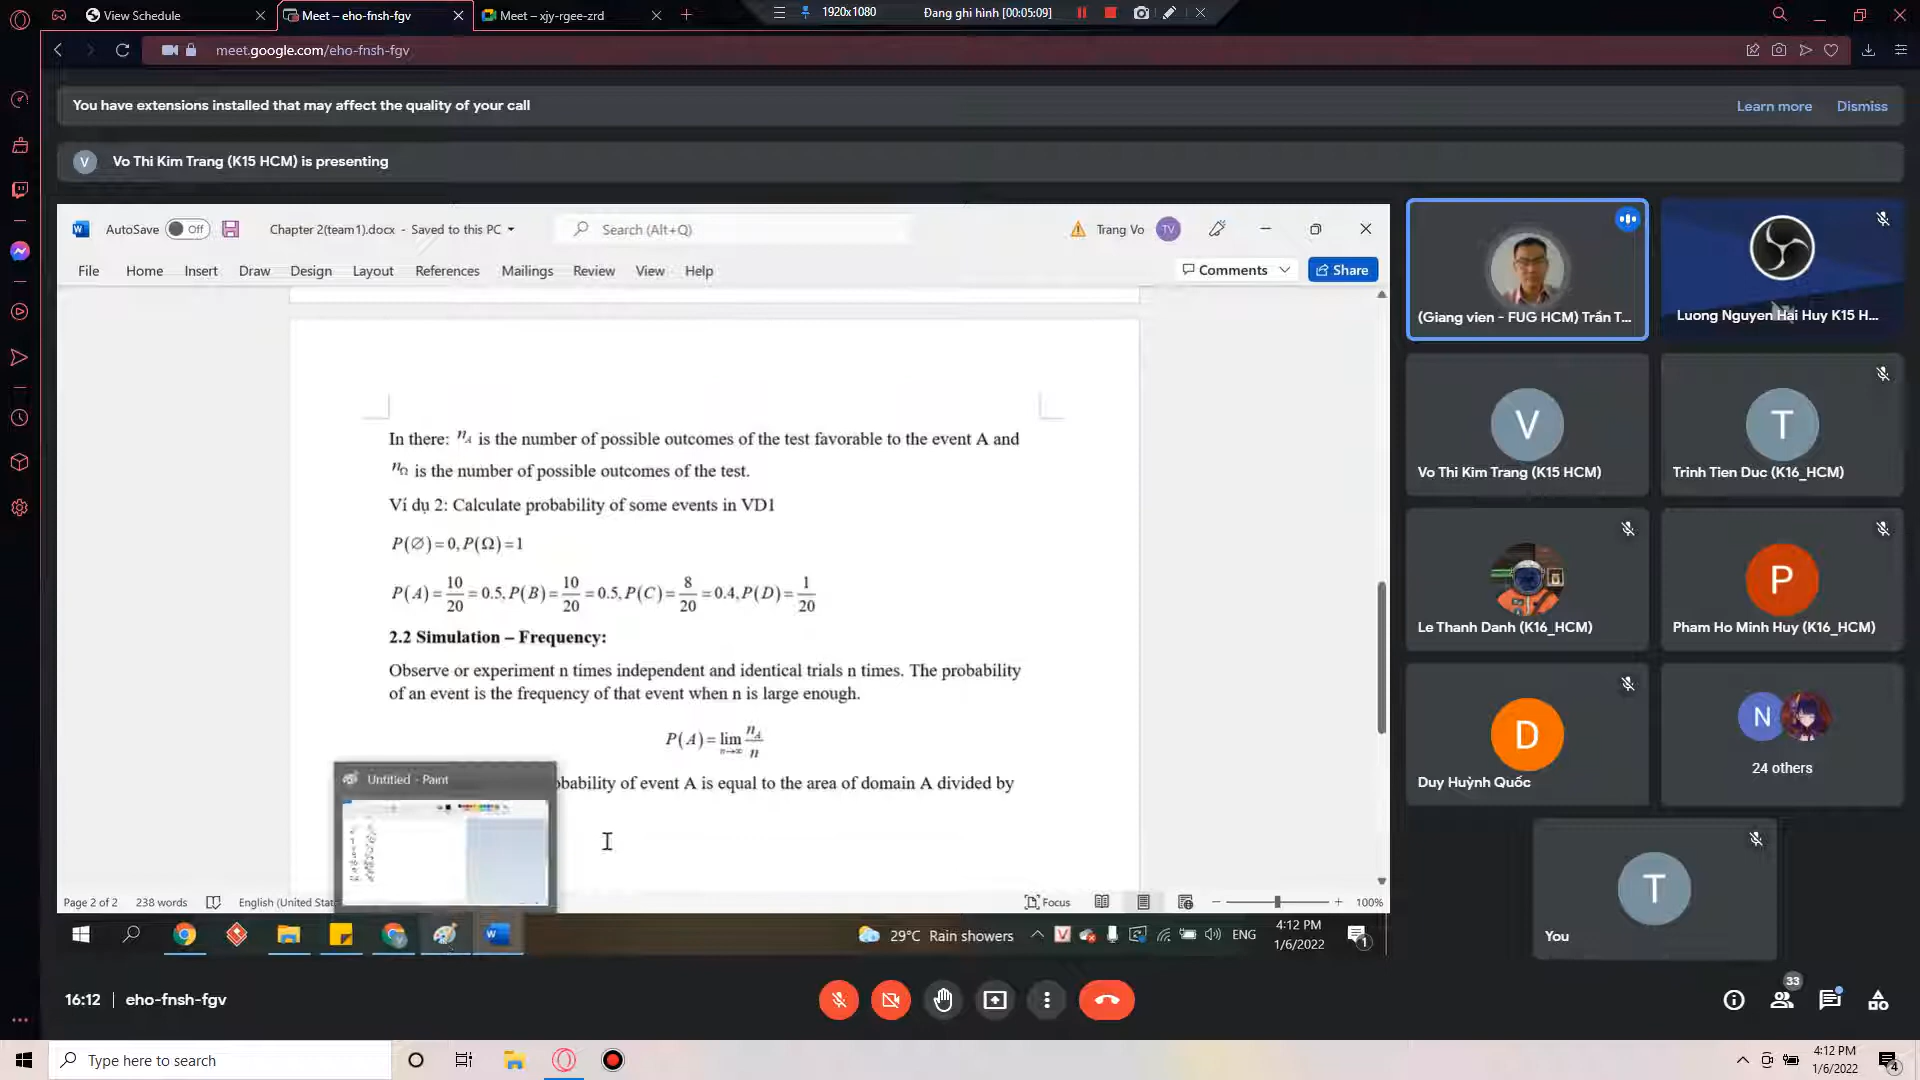 View Schedule
Meet – eho-fnsh-fgv
Meet – xjy-rgee-zrd
1920x1080
Đang ghi hình [00:05:09]
meet.google.com/eho-fnsh-fgv
You have extensions installed that may affect the quality of your call
Learn more
Dismiss
V
Vo Thi Kim Trang (K15 HCM) is presenting
AutoSave
Off
Chapter 2(team1).docx - Saved to this PC
Search (Alt+Q)
Trang Vo
TV
File
Home
Insert
Draw
Design
Layout
References
Mailings
Review
View
Help
Comments
Share
In there: n_A is the number of possible outcomes of the test favorable to the event A and
n_Ω is the number of possible outcomes of the test.
Ví dụ 2: Calculate probability of some events in VD1
P(∅) = 0, P(Ω) = 1
P(A) = 10/20 = 0.5, P(B) = 10/20 = 0.5, P(C) = 8/20 = 0.4, P(D) = 1/20
2.2 Simulation – Frequency:
Observe or experiment n times independent and identical trials n times. The probability
of an event is the frequency of that event when n is large enough.
P(A) = lim n→∞ n_A/n
obability of event A is equal to the area of domain A divided by
Untitled - Paint
Page 2 of 2
238 words
English (United Stat
Focus
100%
29°C Rain showers
ENG
4:12 PM
1/6/2022
1
(Giang vien - FUG HCM) Trần T...
Luong Nguyen Hai Huy K15 H...
V
Vo Thi Kim Trang (K15 HCM)
T
Trinh Tien Duc (K16_HCM)
Le Thanh Danh (K16_HCM)
P
Pham Ho Minh Huy (K16_HCM)
D
Duy Huỳnh Quốc
N
24 others
T
You
16:12 | eho-fnsh-fgv
33
Type here to search
4:12 PM
1/6/2022
4